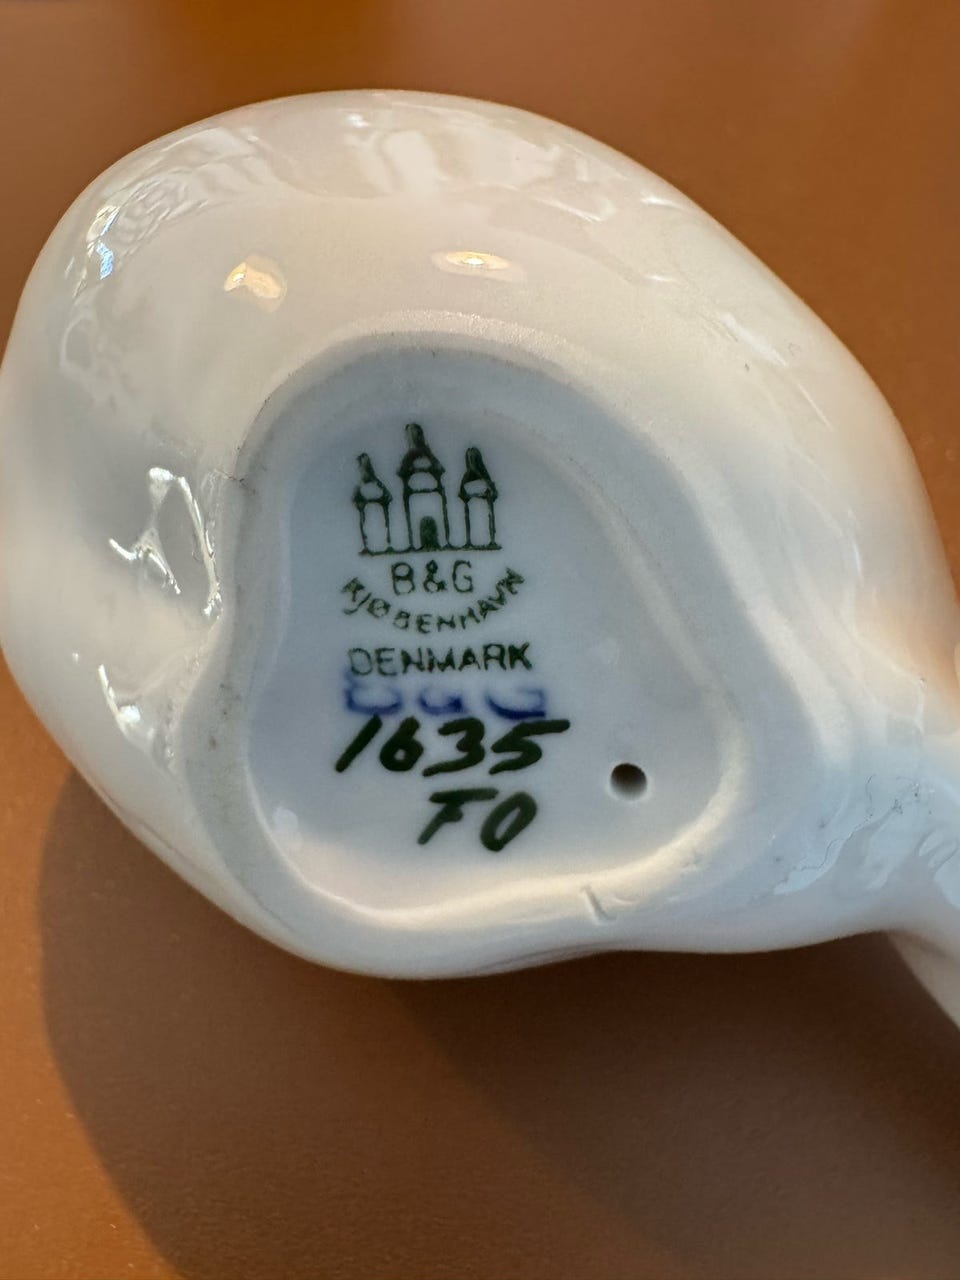 B&G
KJØBENHAVN
DENMARK
1635
FO